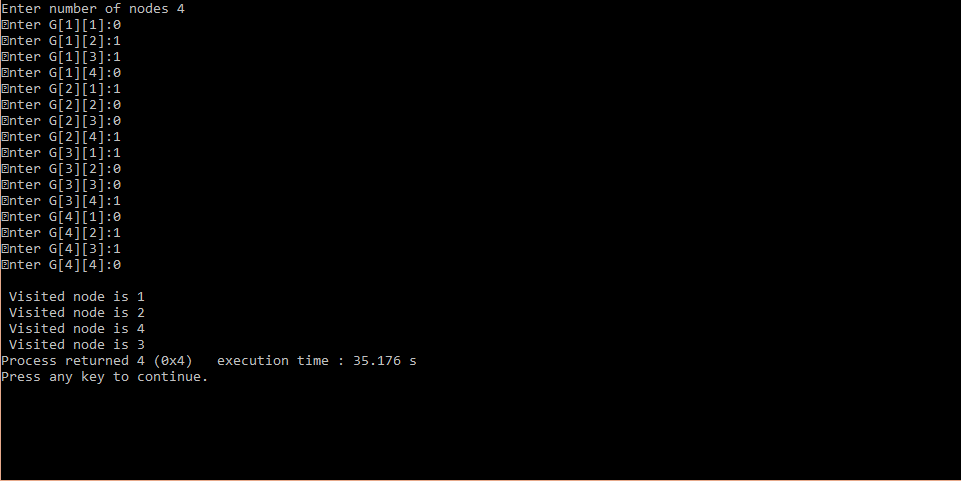 Enter number of nodes 4
nter G[1][1]:0
nter G[1][2]:1
nter G[1][3]:1
nter G[1][4]:0
nter G[2][1]:1
nter G[2][2]:0
nter G[2][3]:0
nter G[2][4]:1
nter G[3][1]:1
nter G[3][2]:0
nter G[3][3]:0
nter G[3][4]:1
nter G[4][1]:0
nter G[4][2]:1
nter G[4][3]:1
nter G[4][4]:0
Visited node is 1
Visited node is 2
Visited node is 4
Visited node is 3
Process returned 4 (0x4)   execution time : 35.176 s
Press any key to continue.